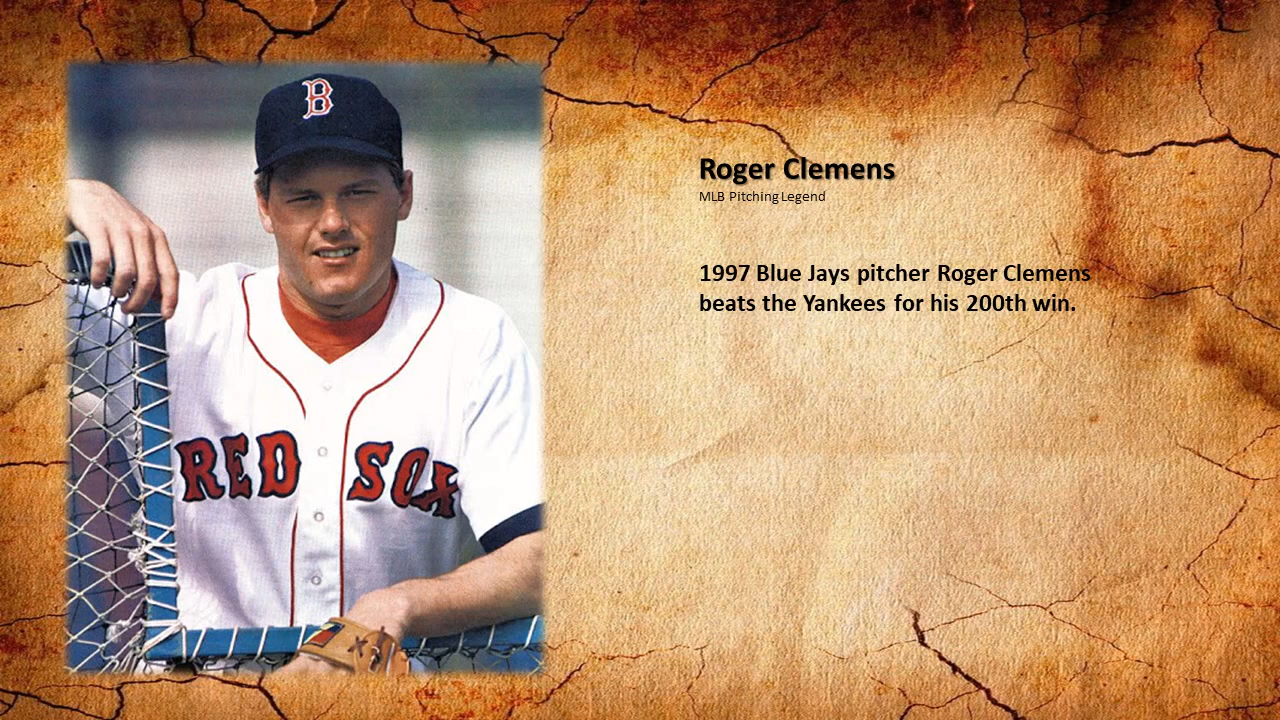 B
RED SOX
Roger Clemens
MLB Pitching Legend
1997 Blue Jays pitcher Roger Clemens
beats the Yankees for his 200th win.